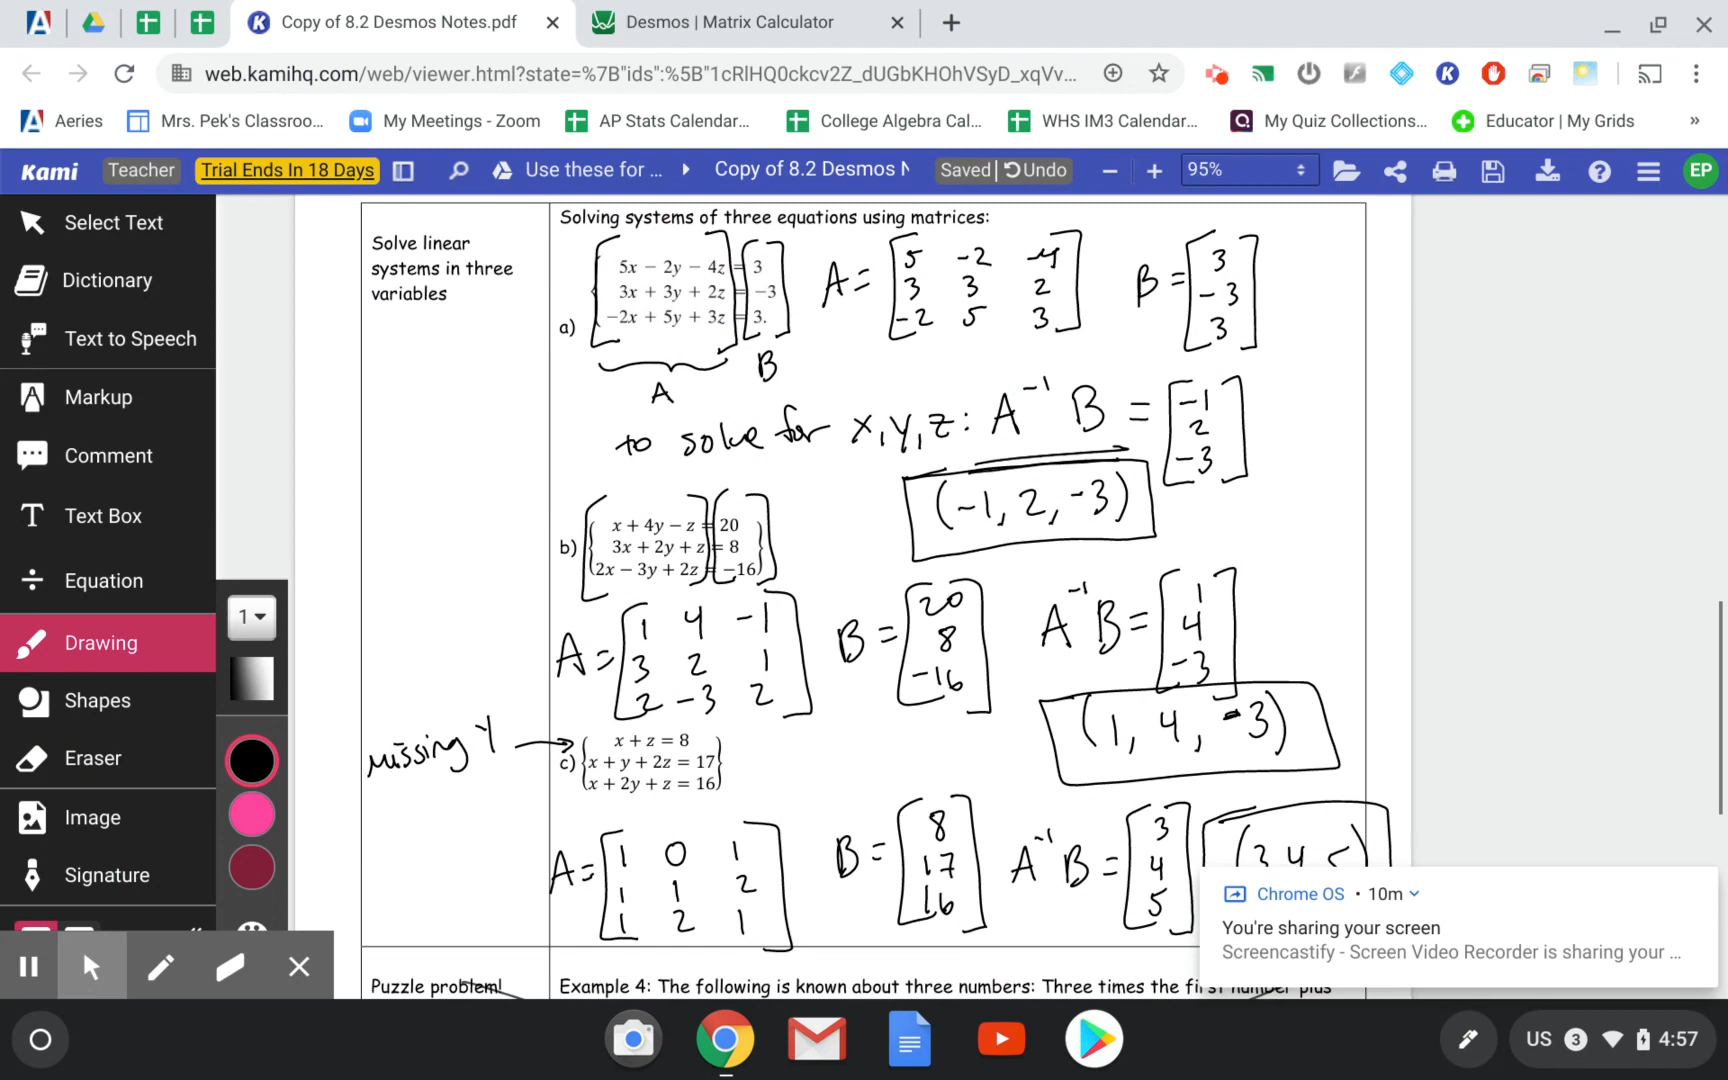 Copy of 8.2 Desmos Notes.pdf
Desmos | Matrix Calculator
web.kamihq.com/web/viewer.html?state=%7B"ids":%5B"1cRlHQ0ckcv2Z_dUGbKHOhVSyD_xqVv...
Aeries
Mrs. Pek's Classroo...
My Meetings - Zoom
AP Stats Calendar...
College Algebra Cal...
WHS IM3 Calendar...
My Quiz Collections...
Educator | My Grids
»
Kami
Teacher
Trial Ends In 18 Days
Use these for ...
Copy of 8.2 Desmos N
Saved
Undo
95%
EP
Select Text
Dictionary
Text to Speech
Markup
Comment
Text Box
Equation
Drawing
Shapes
Eraser
Image
Signature
1
Solve linear
systems in three
variables
Solving systems of three equations using matrices:
a)
5x − 2y − 4z = 3
3x + 3y + 2z = −3
−2x + 5y + 3z = 3.
A
B
A = [5 -2 -4
3 3 2
-2 5 3]
B = [3
-3
3]
to solve for x,y,z: A⁻¹ B = [-1
2
-3]
(-1, 2, -3)
b)
x + 4y − z = 20
3x + 2y + z = 8
2x − 3y + 2z = −16
A = [1 4 -1
3 2 1
2 -3 2]
B = [20
8
-16]
A⁻¹B = [1
4
-3]
(1, 4, -3)
missing y →
c)
x + z = 8
x + y + 2z = 17
x + 2y + z = 16
A = [1 0 1
1 1 2
1 2 1]
B = [8
17
16]
A⁻¹B = [3
4
5]
Puzzle problem!
Example 4: The following is known about three numbers: Three times the first number plus
Chrome OS • 10m
You're sharing your screen
Screencastify - Screen Video Recorder is sharing your ...
US
3
4:57